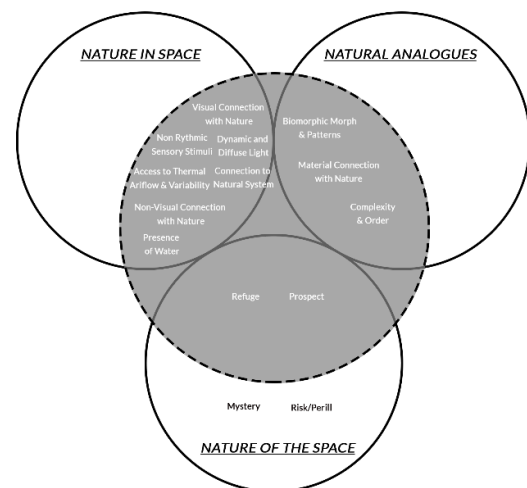 NATURE IN SPACE
NATURAL ANALOGUES
Visual Connection
with Nature
Non Rythmic
Sensory Stimuli
Dynamic and
Diffuse Light
Access to Thermal
Ariflow & Variability
Connection to
Natural System
Non-Visual Connection
with Nature
Presence
of Water
Biomorphic Morph
& Patterns
Material Connection
with Nature
Complexity
& Order
Refuge
Prospect
Mystery
Risk/Perill
NATURE OF THE SPACE